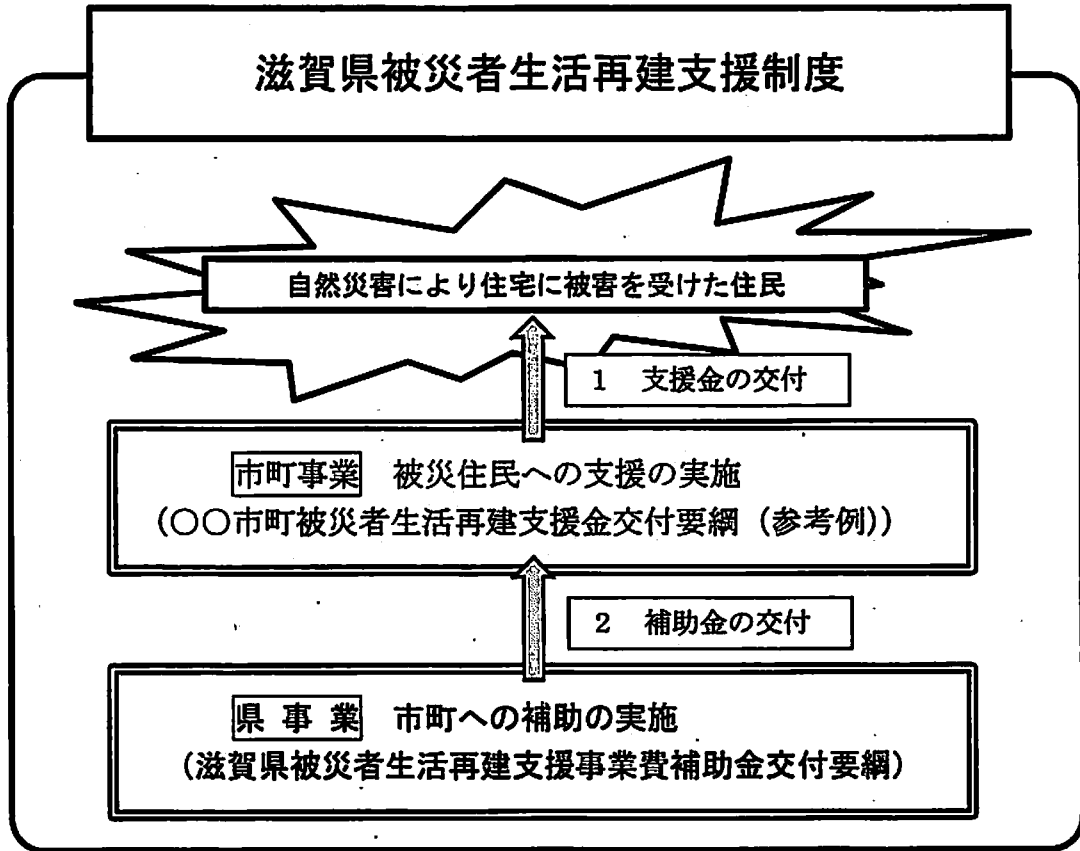 滋賀県被災者生活再建支援制度
自然災害により住宅に被害を受けた住民
1 支援金の交付
市町事業 被災住民への支援の実施
(〇〇市町被災者生活再建支援金交付要綱(参考例))
2 補助金の交付
県事業 市町への補助の実施
(滋賀県被災者生活再建支援事業費補助金交付要綱)